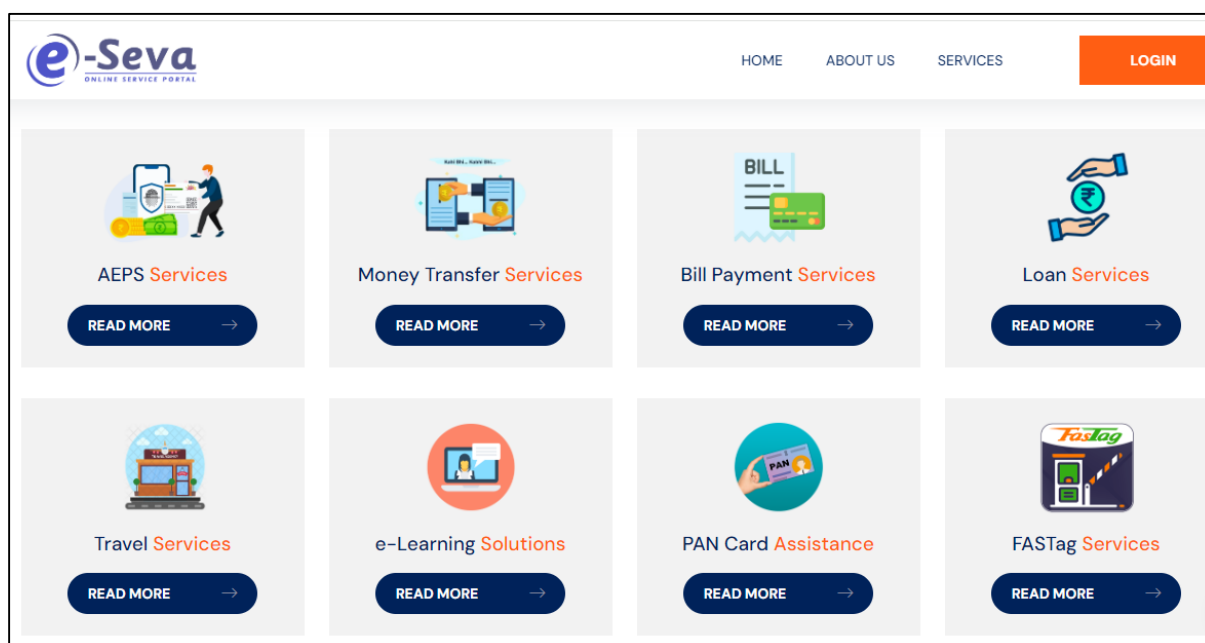 e-Seva
ONLINE SERVICE PORTAL
HOME ABOUT US SERVICES LOGIN
BILL
AEPS Services Money Transfer Services Bill Payment Services Loan Services
READ MORE → READ MORE → READ MORE → READ MORE →
FasTag
PAN
Travel Services e-Learning Solutions PAN Card Assistance FASTag Services
READ MORE → READ MORE → READ MORE → READ MORE →